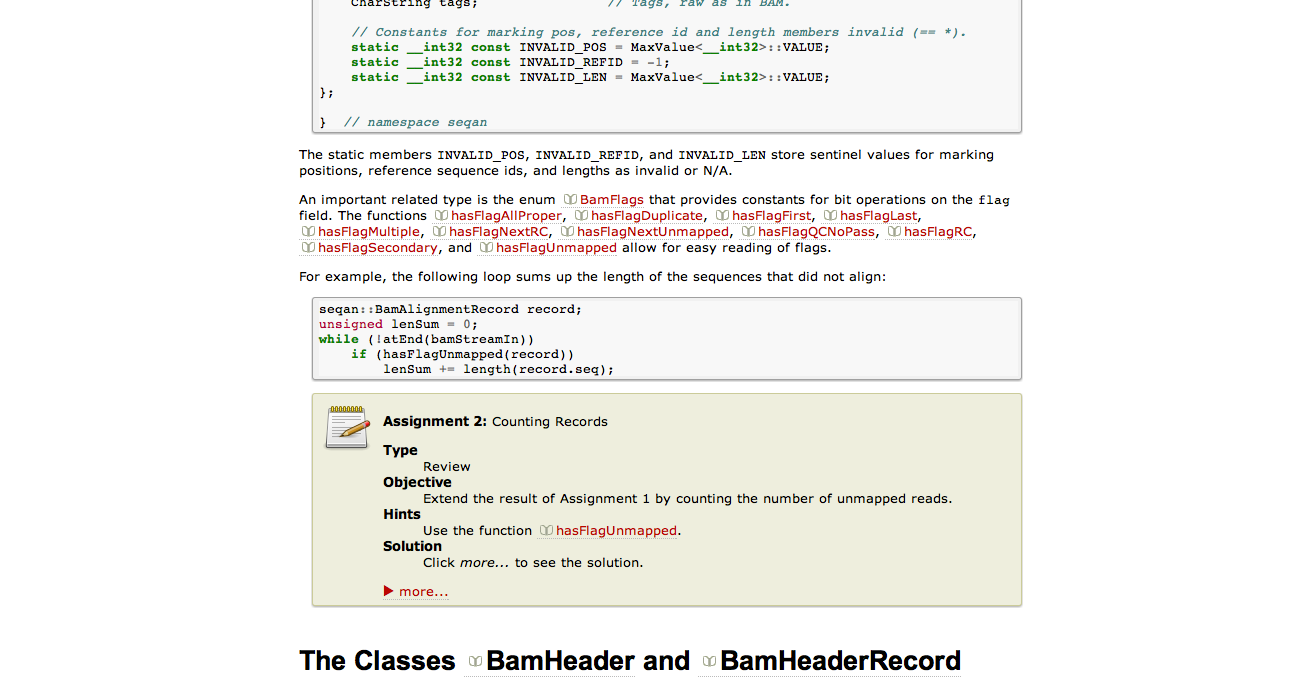 CharString tags; // Tags, raw as in BAM.
// Constants for marking pos, reference id and length members invalid (== *).
static __int32 const INVALID_POS = MaxValue<__int32>::VALUE;
static __int32 const INVALID_REFID = -1;
static __int32 const INVALID_LEN = MaxValue<__int32>::VALUE;
};
} // namespace seqan
The static members INVALID_POS, INVALID_REFID, and INVALID_LEN store sentinel values for marking
positions, reference sequence ids, and lengths as invalid or N/A.
An important related type is the enum BamFlags that provides constants for bit operations on the flag
field. The functions hasFlagAllProper, hasFlagDuplicate, hasFlagFirst, hasFlagLast,
hasFlagMultiple, hasFlagNextRC, hasFlagNextUnmapped, hasFlagQCNoPass, hasFlagRC,
hasFlagSecondary, and hasFlagUnmapped allow for easy reading of flags.
For example, the following loop sums up the length of the sequences that did not align:
seqan::BamAlignmentRecord record;
unsigned lenSum = 0;
while (!atEnd(bamStreamIn))
if (hasFlagUnmapped(record))
lenSum += length(record.seq);
Assignment 2: Counting Records
Type
Review
Objective
Extend the result of Assignment 1 by counting the number of unmapped reads.
Hints
Use the function hasFlagUnmapped.
Solution
Click more... to see the solution.
more...
The Classes BamHeader and BamHeaderRecord